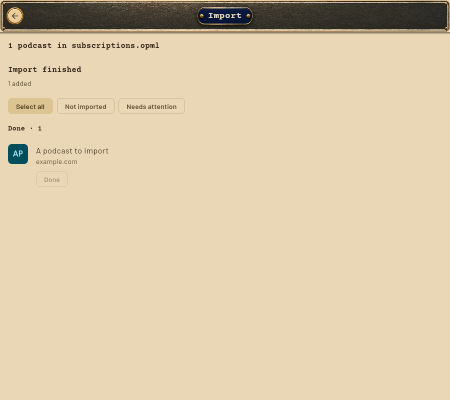 Import
1 podcast in subscriptions.opml
Import finished
1 added
Select all
Not imported
Needs attention
Done · 1
AP
A podcast to import
example.com
Done